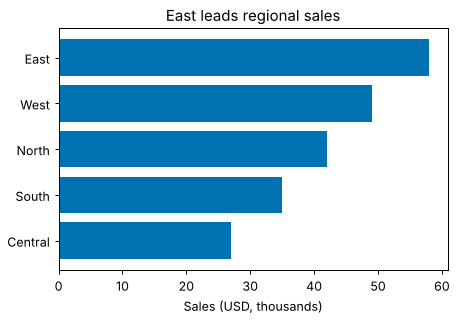 East leads regional sales
East
West
North
South
Central
0 10 20 30 40 50 60
Sales (USD, thousands)